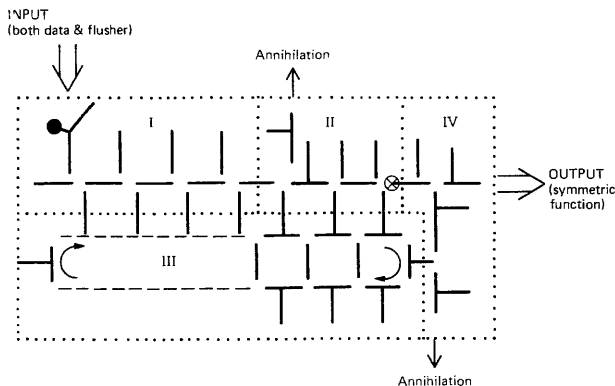 INPUT
(both data & flusher)
Annihilation
I
II
IV
OUTPUT
(symmetric
function)
III
Annihilation